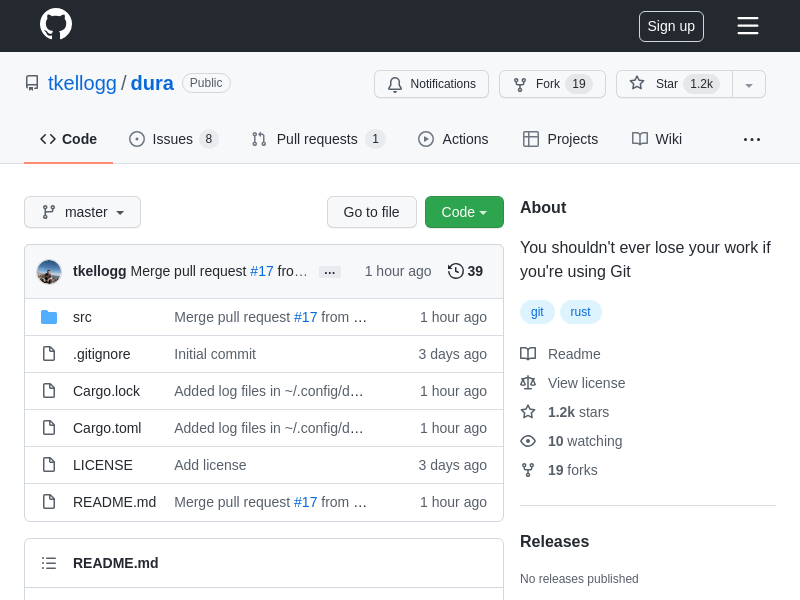 Sign up
tkellogg / dura Public
Notifications Fork 19 Star 1.2k
Code Issues 8 Pull requests 1 Actions Projects Wiki
master Go to file Code
tkellogg Merge pull request #17 fro… ... 1 hour ago 39
src Merge pull request #17 from … 1 hour ago
.gitignore Initial commit 3 days ago
Cargo.lock Added log files in ~/.config/d… 1 hour ago
Cargo.toml Added log files in ~/.config/d… 1 hour ago
LICENSE Add license 3 days ago
README.md Merge pull request #17 from … 1 hour ago
README.md
About
You shouldn't ever lose your work if
you're using Git
git rust
Readme
View license
1.2k stars
10 watching
19 forks
Releases
No releases published